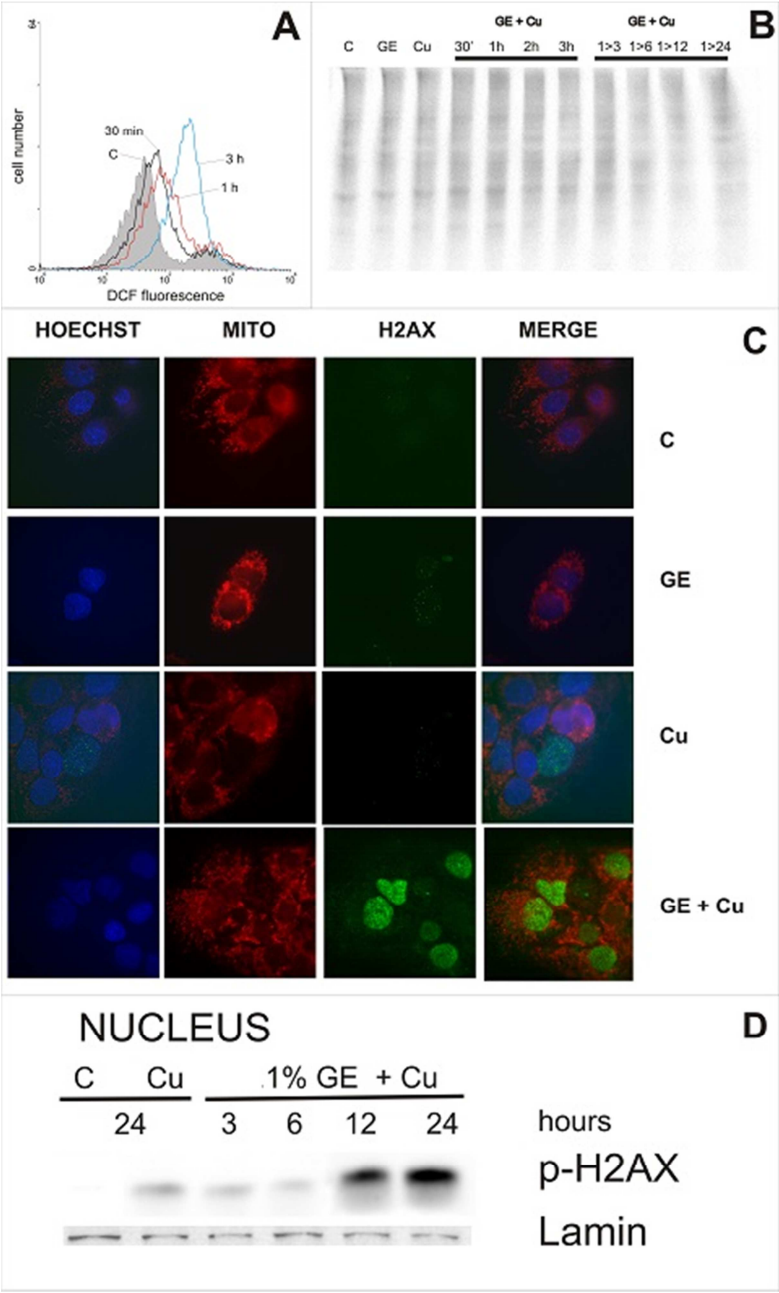 A
64
cell number
0
30 min
C
3 h
1 h
DCF fluorescence
B
GE + Cu
GE + Cu
C GE Cu 30' 1h 2h 3h 1>3 1>6 1>12 1>24
HOECHST MITO H2AX MERGE
C
C
GE
Cu
GE + Cu
NUCLEUS
D
C Cu .1% GE + Cu
24 3 6 12 24 hours
p-H2AX
Lamin